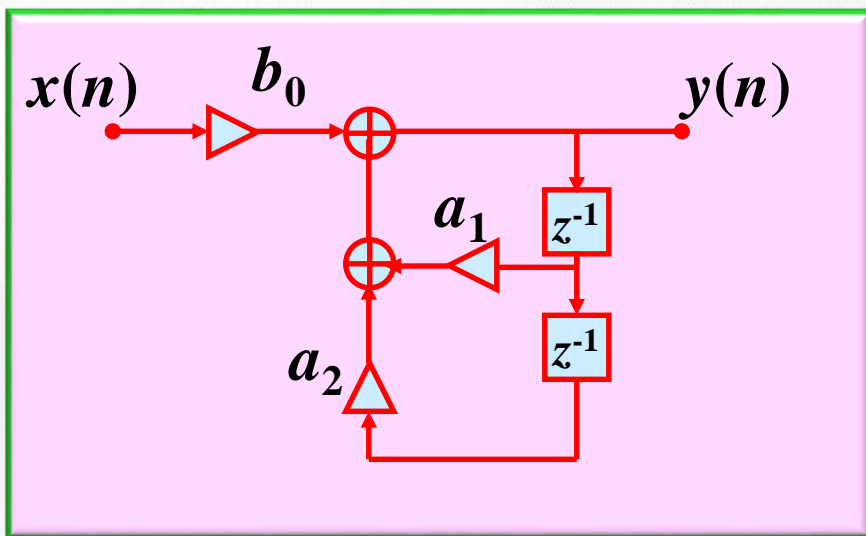 x(n) b₀ y(n)
a₁ z⁻¹
a₂ z⁻¹